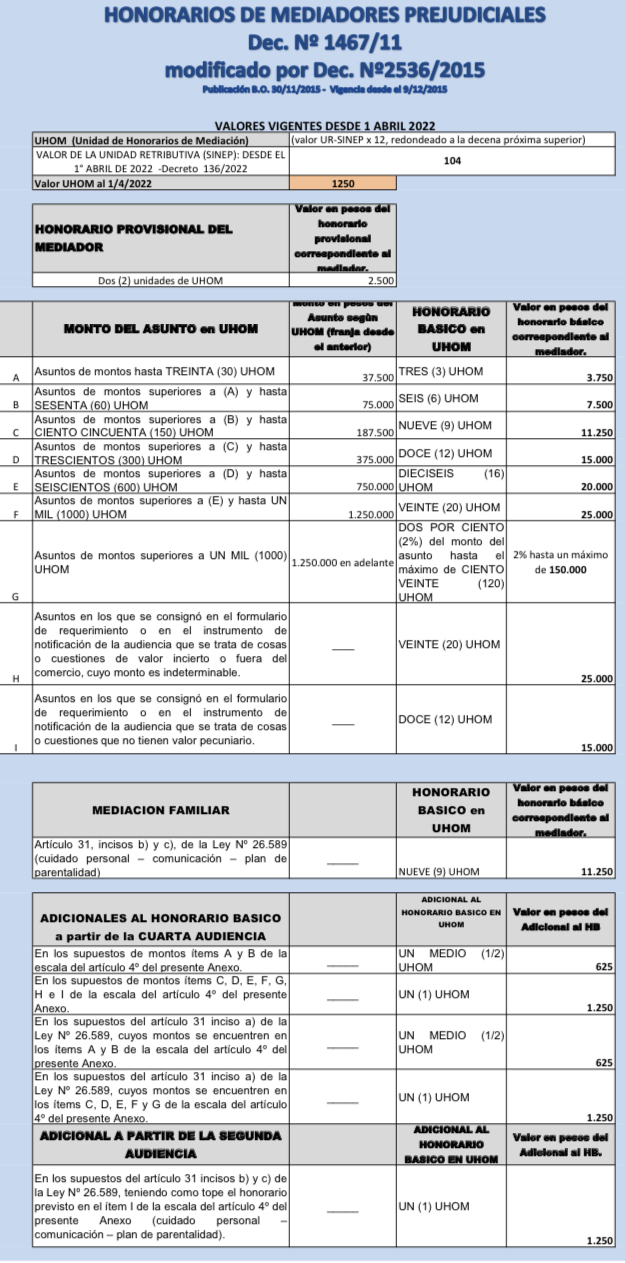 HONORARIOS DE MEDIADORES PREJUDICIALES
Dec. Nº 1467/11
modificado por Dec. Nº2536/2015
Publicación B.O. 30/11/2015 - Vigencia desde el 9/12/2015
VALORES VIGENTES DESDE 1 ABRIL 2022
UHOM (Unidad de Honorarios de Mediación)
(valor UR-SINEP x 12, redondeado a la decena próxima superior)
VALOR DE LA UNIDAD RETRIBUTIVA (SINEP): DESDE EL
1° ABRIL DE 2022 -Decreto 136/2022
104
Valor UHOM al 1/4/2022
1250
HONORARIO PROVISIONAL DEL
MEDIADOR
Valor en pesos del
honorario
provisional
correspondiente al
mediador.
Dos (2) unidades de UHOM
2.500
MONTO DEL ASUNTO en UHOM
Monto en pesos del
Asunto según
UHOM (franja desde
el anterior)
HONORARIO
BASICO en
UHOM
Valor en pesos del
honorario básico
correspondiente al
mediador.
A
Asuntos de montos hasta TREINTA (30) UHOM
37.500
TRES (3) UHOM
3.750
B
Asuntos de montos superiores a (A) y hasta
SESENTA (60) UHOM
75.000
SEIS (6) UHOM
7.500
C
Asuntos de montos superiores a (B) y hasta
CIENTO CINCUENTA (150) UHOM
187.500
NUEVE (9) UHOM
11.250
D
Asuntos de montos superiores a (C) y hasta
TRESCIENTOS (300) UHOM
375.000
DOCE (12) UHOM
15.000
E
Asuntos de montos superiores a (D) y hasta
SEISCIENTOS (600) UHOM
750.000
DIECISEIS (16)
UHOM
20.000
F
Asuntos de montos superiores a (E) y hasta UN
MIL (1000) UHOM
1.250.000
VEINTE (20) UHOM
25.000
G
Asuntos de montos superiores a UN MIL (1000)
UHOM
1.250.000 en adelante
DOS POR CIENTO
(2%) del monto del
asunto hasta el
máximo de CIENTO
VEINTE (120)
UHOM
2% hasta un máximo
de 150.000
H
Asuntos en los que se consignó en el formulario
de requerimiento o en el instrumento de
notificación de la audiencia que se trata de cosas
o cuestiones de valor incierto o fuera del
comercio, cuyo monto es indeterminable.
____
VEINTE (20) UHOM
25.000
I
Asuntos en los que se consignó en el formulario
de requerimiento o en el instrumento de
notificación de la audiencia que se trata de cosas
o cuestiones que no tienen valor pecuniario.
____
DOCE (12) UHOM
15.000
MEDIACION FAMILIAR
HONORARIO
BASICO en
UHOM
Valor en pesos del
honorario básico
correspondiente al
mediador.
Artículo 31, incisos b) y c), de la Ley Nº 26.589
(cuidado personal – comunicación – plan de
parentalidad)
____
NUEVE (9) UHOM
11.250
ADICIONALES AL HONORARIO BASICO
a partir de la CUARTA AUDIENCIA
ADICIONAL AL
HONORARIO BASICO EN
UHOM
Valor en pesos del
Adicional al HB
En los supuestos de montos ítems A y B de la
escala del artículo 4º del presente Anexo.
____
UN MEDIO (1/2)
UHOM
625
En los supuestos de montos ítems C, D, E, F, G,
H e I de la escala del artículo 4º del presente
Anexo.
____
UN (1) UHOM
1.250
En los supuestos del artículo 31 inciso a) de la
Ley Nº 26.589, cuyos montos se encuentren en
los ítems A y B de la escala del artículo 4º del
presente Anexo.
____
UN MEDIO (1/2)
UHOM
625
En los supuestos del artículo 31 inciso a) de la
Ley Nº 26.589, cuyos montos se encuentren en
los ítems C, D, E, F y G de la escala del artículo
4º del presente Anexo.
____
UN (1) UHOM
1.250
ADICIONAL A PARTIR DE LA SEGUNDA
AUDIENCIA
ADICIONAL AL
HONORARIO
BASICO EN UHOM
Valor en pesos del
Adicional al HB.
En los supuestos del artículo 31 incisos b) y c) de
la Ley Nº 26.589, teniendo como tope el honorario
previsto en el ítem I de la escala del artículo 4º del
presente Anexo (cuidado personal –
comunicación – plan de parentalidad).
____
UN (1) UHOM
1.250